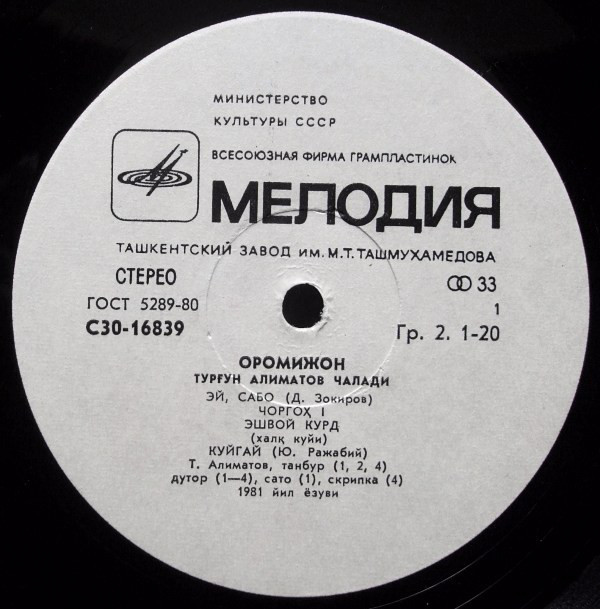 МИНИСТЕРСТВО
КУЛЬТУРЫ СССР
ВСЕСОЮЗНАЯ ФИРМА ГРАМПЛАСТИНОК
МЕЛОДИЯ
ТАШКЕНТСКИЙ ЗАВОД ИМ. М.Т. ТАШМУХАМЕДОВА
СТЕРЕО
33
ГОСТ 5289-80
1
С30-16839
Гр. 2. 1-20
ОРОМИЖОН
ТУРҒУН АЛИМАТОВ ЧАЛАДИ
ЭЙ, САБО (Д. Зокиров)
ЧОРГОҲ I
ЭШВОЙ КУРД
(халқ куйи)
КУЙГАЙ (Ю. Ражабий)
Т. Алиматов, танбур (1, 2, 4)
дутор (1—4), сато (1), скрипка (4)
1981 йил ёзуви